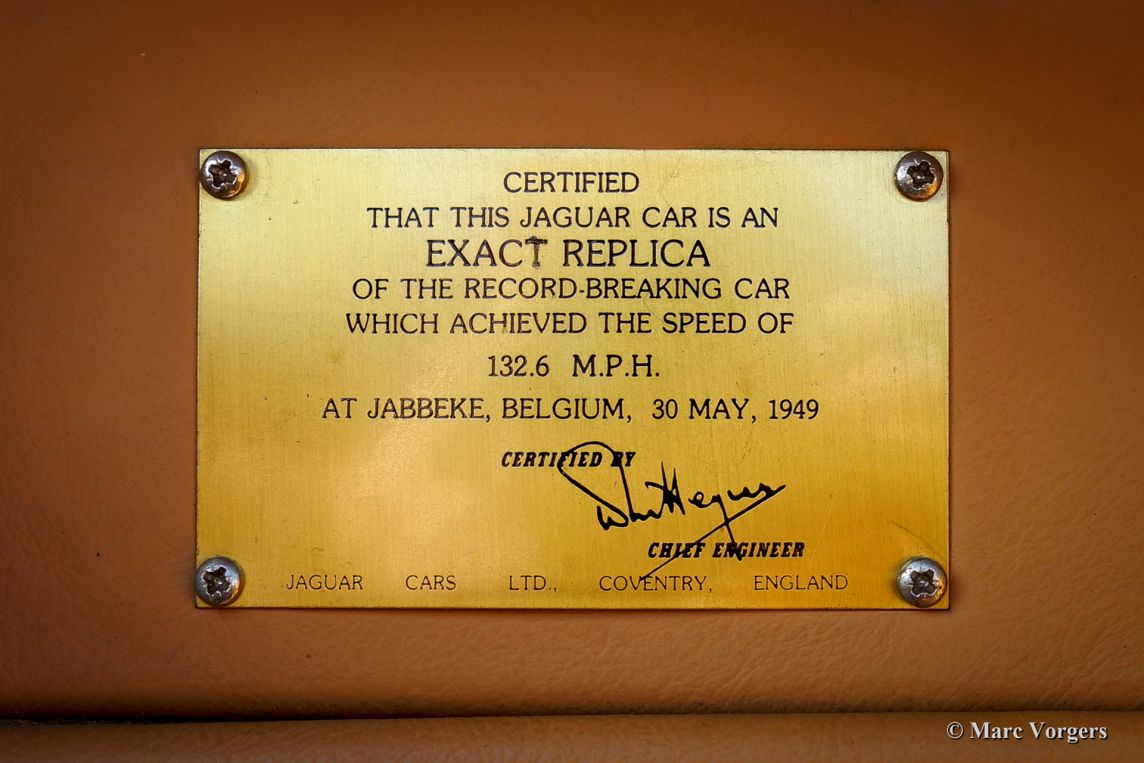 CERTIFIED
THAT THIS JAGUAR CAR IS AN
EXACT REPLICA
OF THE RECORD-BREAKING CAR
WHICH ACHIEVED THE SPEED OF
132.6 M.P.H.
AT JABBEKE, BELGIUM, 30 MAY, 1949
CERTIFIED BY
CHIEF ENGINEER
JAGUAR CARS LTD., COVENTRY, ENGLAND
© Marc Vorgers